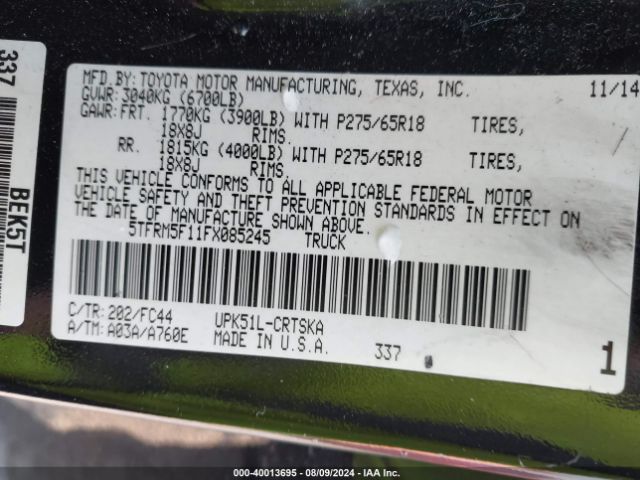 337
BEK5T
MFD.BY:TOYOTA MOTOR MANUFACTURING, TEXAS, INC. 11/14
GVWR:3040KG (6700LB)
GAWR:FRT. 1770KG (3900LB) WITH P275/65R18 TIRES,
18X8J RIMS.
RR. 1815KG (4000LB) WITH P275/65R18 TIRES,
18X8J RIMS.
THIS VEHICLE CONFORMS TO ALL APPLICABLE FEDERAL MOTOR
VEHICLE SAFETY AND THEFT PREVENTION STANDARDS IN EFFECT ON
THE DATE OF MANUFACTURE SHOWN ABOVE.
5TFRM5F11FX085245 TRUCK
C/TR:202/FC44 UPK51L-CRTSKA
A/TM:A03A/A760E MADE IN U.S.A. 337 1
000-40013695 - 08/09/2024 - IAA Inc.